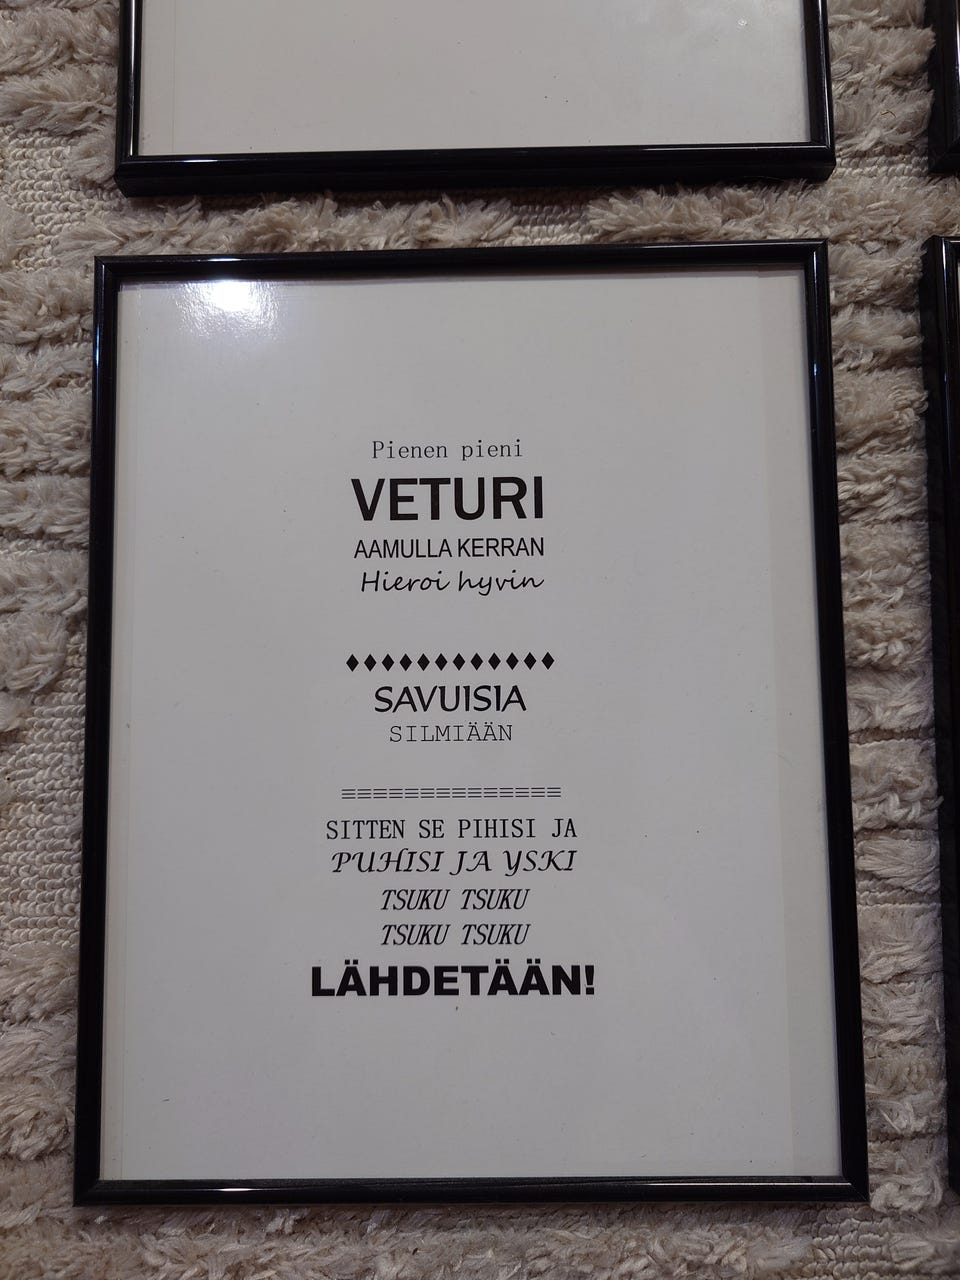 Pienen pieni
VETURI
AAMULLA KERRAN
Hieroi hyvin
SAVUISIA
SILMIÄÄN
SITTEN SE PIHISI JA
PUHISI JA YSKI
TSUKU TSUKU
TSUKU TSUKU
LÄHDETÄÄN!